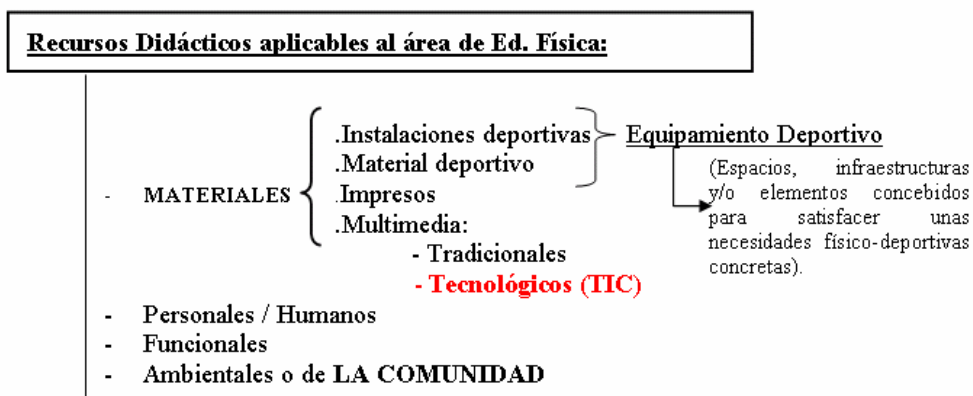 Recursos Didácticos aplicables al área de Ed. Física:
.Instalaciones deportivas
.Material deportivo
- MATERIALES
.Impresos
.Multimedia:
- Tradicionales
- Tecnológicos (TIC)
Equipamiento Deportivo
(Espacios, infraestructuras
y/o elementos concebidos
para satisfacer unas
necesidades físico-deportivas
concretas).
- Personales / Humanos
- Funcionales
- Ambientales o de LA COMUNIDAD